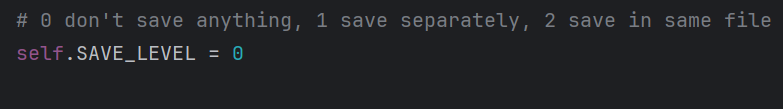 # 0 don't save anything, 1 save separately, 2 save in same file
self.SAVE_LEVEL = 0